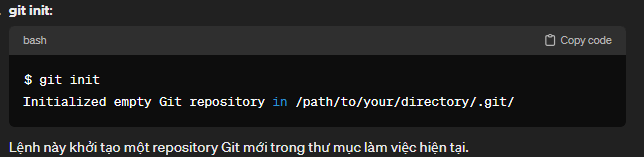 git init:
bash
Copy code
$ git init
Initialized empty Git repository in /path/to/your/directory/.git/
Lệnh này khởi tạo một repository Git mới trong thư mục làm việc hiện tại.